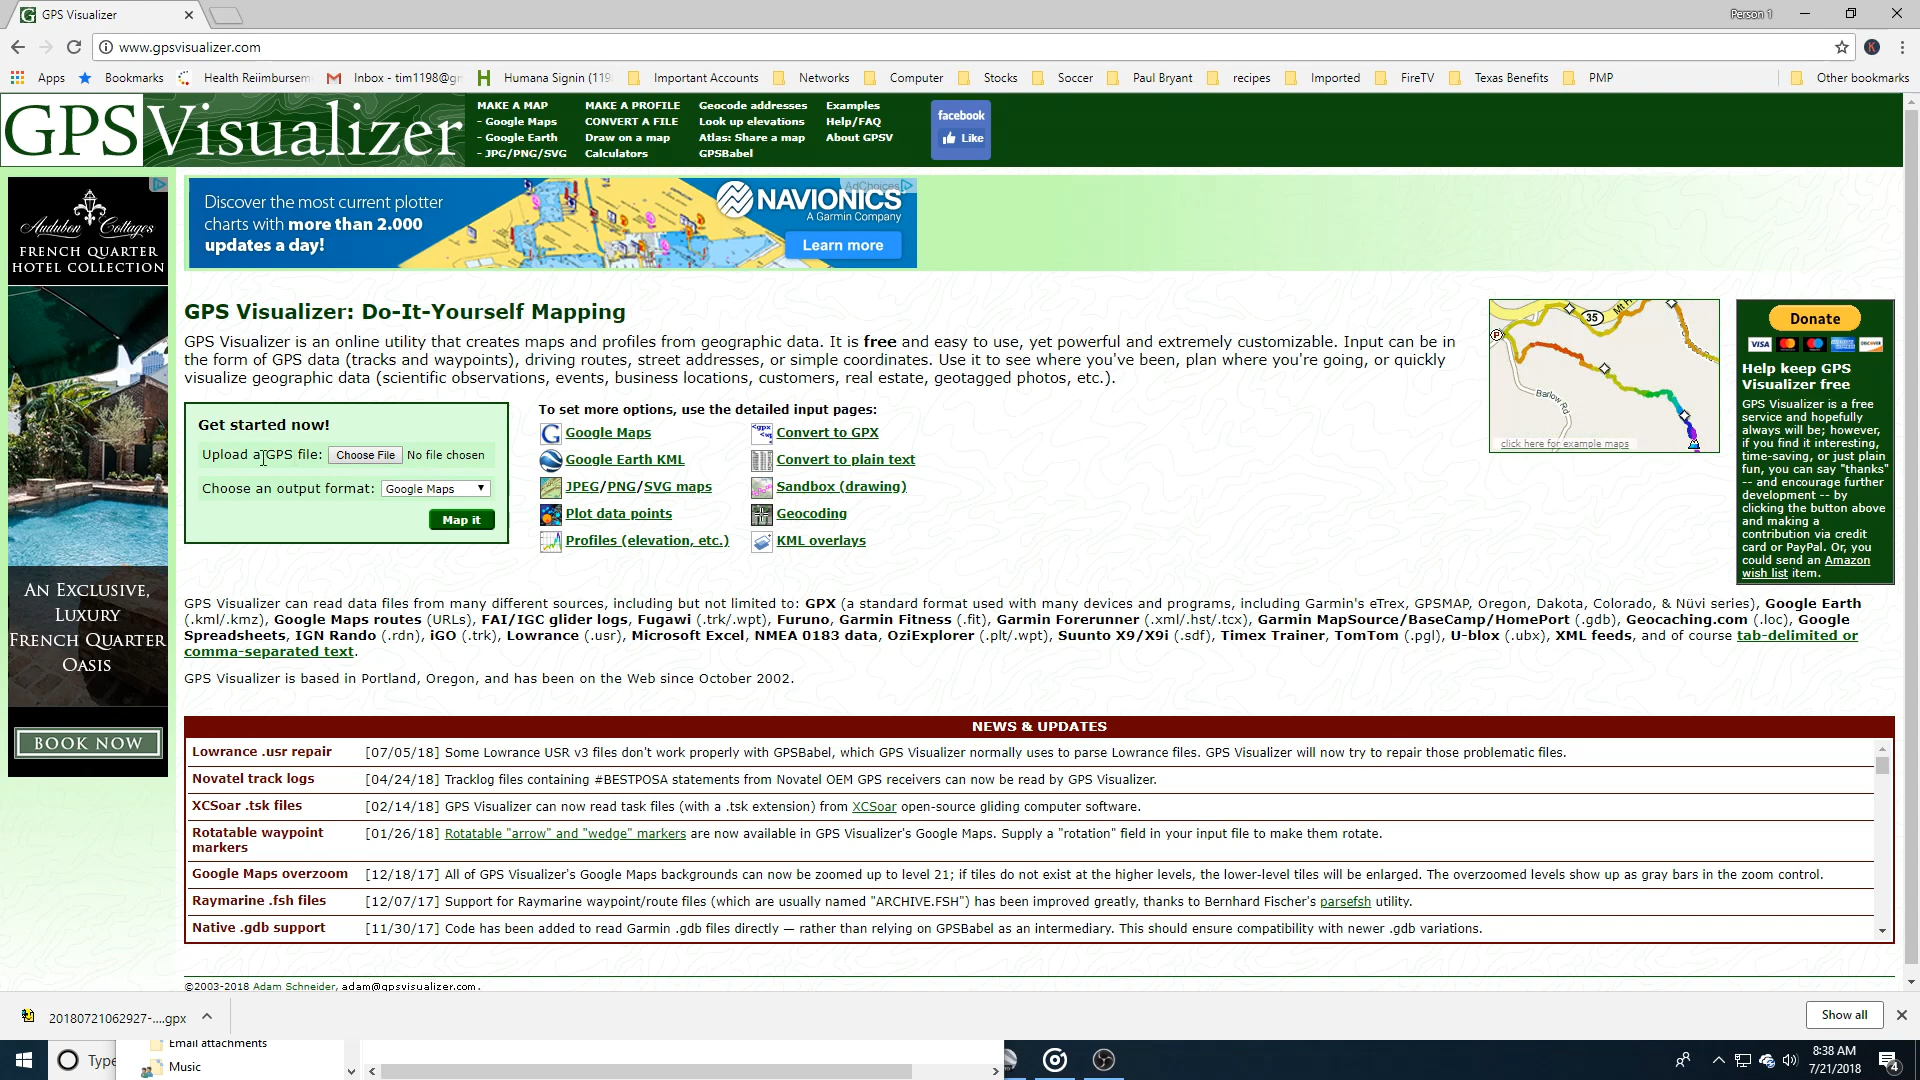 GPS Visualizer
Person 1
www.gpsvisualizer.com
Apps
Bookmarks
Health Reiimbursem
Inbox - tim1198@g
Humana Signin (119
Important Accounts
Networks
Computer
Stocks
Soccer
Paul Bryant
recipes
Imported
FireTV
Texas Benefits
PMP
Other bookmarks
GPS Visualizer
MAKE A MAP
- Google Maps
- Google Earth
- JPG/PNG/SVG
MAKE A PROFILE
CONVERT A FILE
Draw on a map
Calculators
Geocode addresses
Look up elevations
Atlas: Share a map
GPSBabel
Examples
Help/FAQ
About GPSV
facebook
Like
Audubon Cottages
FRENCH QUARTER
HOTEL COLLECTION
AN EXCLUSIVE,
LUXURY
FRENCH QUARTER
OASIS
BOOK NOW
Discover the most current plotter
charts with more than 2.000
updates a day!
AdChoices
NAVIONICS
A Garmin Company
Learn more
GPS Visualizer: Do-It-Yourself Mapping
GPS Visualizer is an online utility that creates maps and profiles from geographic data. It is free and easy to use, yet powerful and extremely customizable. Input can be in
the form of GPS data (tracks and waypoints), driving routes, street addresses, or simple coordinates. Use it to see where you've been, plan where you're going, or quickly
visualize geographic data (scientific observations, events, business locations, customers, real estate, geotagged photos, etc.).
35
Barlow Rd
click here for example maps
Donate
VISA
DISCOVER
Help keep GPS
Visualizer free
GPS Visualizer is a free
service and hopefully
always will be; however,
if you find it interesting,
time-saving, or just plain
fun, you can say "thanks"
-- and encourage further
development -- by
clicking the button above
and making a
contribution via credit
card or PayPal. Or, you
could send an Amazon
wish list item.
Get started now!
Upload a GPS file: Choose File No file chosen
Choose an output format: Google Maps
Map it
To set more options, use the detailed input pages:
Google Maps
Google Earth KML
JPEG/PNG/SVG maps
Plot data points
Profiles (elevation, etc.)
Convert to GPX
Convert to plain text
Sandbox (drawing)
Geocoding
KML overlays
GPS Visualizer can read data files from many different sources, including but not limited to: GPX (a standard format used with many devices and programs, including Garmin's eTrex, GPSMAP, Oregon, Dakota, Colorado, & Nüvi series), Google Earth
(.kml/.kmz), Google Maps routes (URLs), FAI/IGC glider logs, Fugawi (.trk/.wpt), Furuno, Garmin Fitness (.fit), Garmin Forerunner (.xml/.hst/.tcx), Garmin MapSource/BaseCamp/HomePort (.gdb), Geocaching.com (.loc), Google
Spreadsheets, IGN Rando (.rdn), iGO (.trk), Lowrance (.usr), Microsoft Excel, NMEA 0183 data, OziExplorer (.plt/.wpt), Suunto X9/X9i (.sdf), Timex Trainer, TomTom (.pgl), U-blox (.ubx), XML feeds, and of course tab-delimited or
comma-separated text.
GPS Visualizer is based in Portland, Oregon, and has been on the Web since October 2002.
NEWS & UPDATES
Lowrance .usr repair [07/05/18] Some Lowrance USR v3 files don't work properly with GPSBabel, which GPS Visualizer normally uses to parse Lowrance files. GPS Visualizer will now try to repair those problematic files.
Novatel track logs [04/24/18] Tracklog files containing #BESTPOSA statements from Novatel OEM GPS receivers can now be read by GPS Visualizer.
XCSoar .tsk files [02/14/18] GPS Visualizer can now read task files (with a .tsk extension) from XCSoar open-source gliding computer software.
Rotatable waypoint
markers
[01/26/18] Rotatable "arrow" and "wedge" markers are now available in GPS Visualizer's Google Maps. Supply a "rotation" field in your input file to make them rotate.
Google Maps overzoom [12/18/17] All of GPS Visualizer's Google Maps backgrounds can now be zoomed up to level 21; if tiles do not exist at the higher levels, the lower-level tiles will be enlarged. The overzoomed levels show up as gray bars in the zoom control.
Raymarine .fsh files [12/07/17] Support for Raymarine waypoint/route files (which are usually named "ARCHIVE.FSH") has been improved greatly, thanks to Bernhard Fischer's parsefsh utility.
Native .gdb support [11/30/17] Code has been added to read Garmin .gdb files directly — rather than relying on GPSBabel as an intermediary. This should ensure compatibility with newer .gdb variations.
©2003-2018 Adam Schneider, adam@gpsvisualizer.com.
20180721062927-....gpx
Show all
Email attachments
Music
Type
8:38 AM
7/21/2018
4